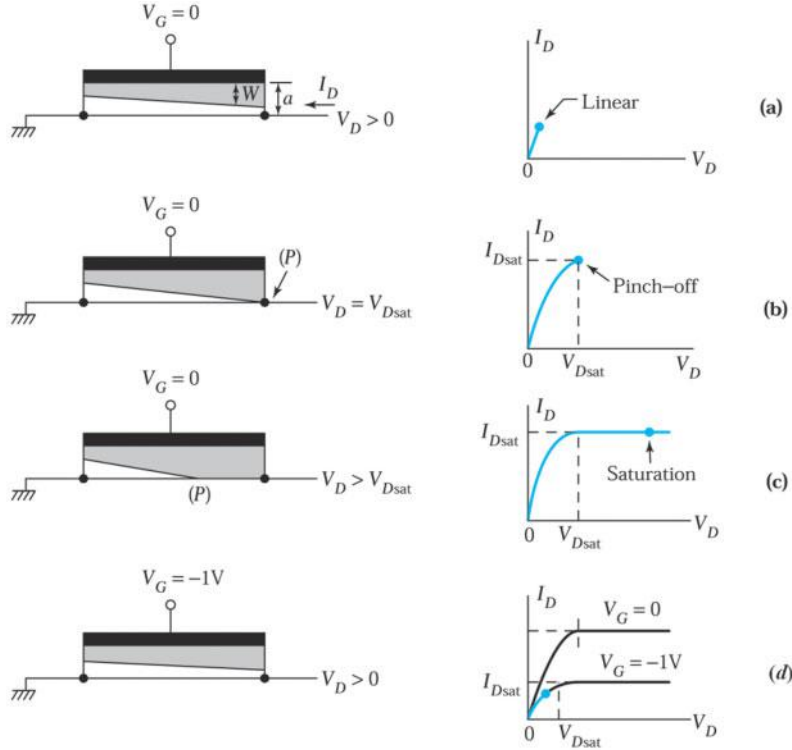 V_G = 0
W
a
I_D
V_D > 0
I_D
Linear
0
V_D
(a)
V_G = 0
(P)
V_D = V_Dsat
I_D
I_Dsat
Pinch–off
0
V_Dsat
V_D
(b)
V_G = 0
(P)
V_D > V_Dsat
I_D
I_Dsat
Saturation
0
V_Dsat
V_D
(c)
V_G = −1V
V_D > 0
I_D
V_G = 0
V_G = −1V
I_Dsat
0
V_Dsat
V_D
(d)